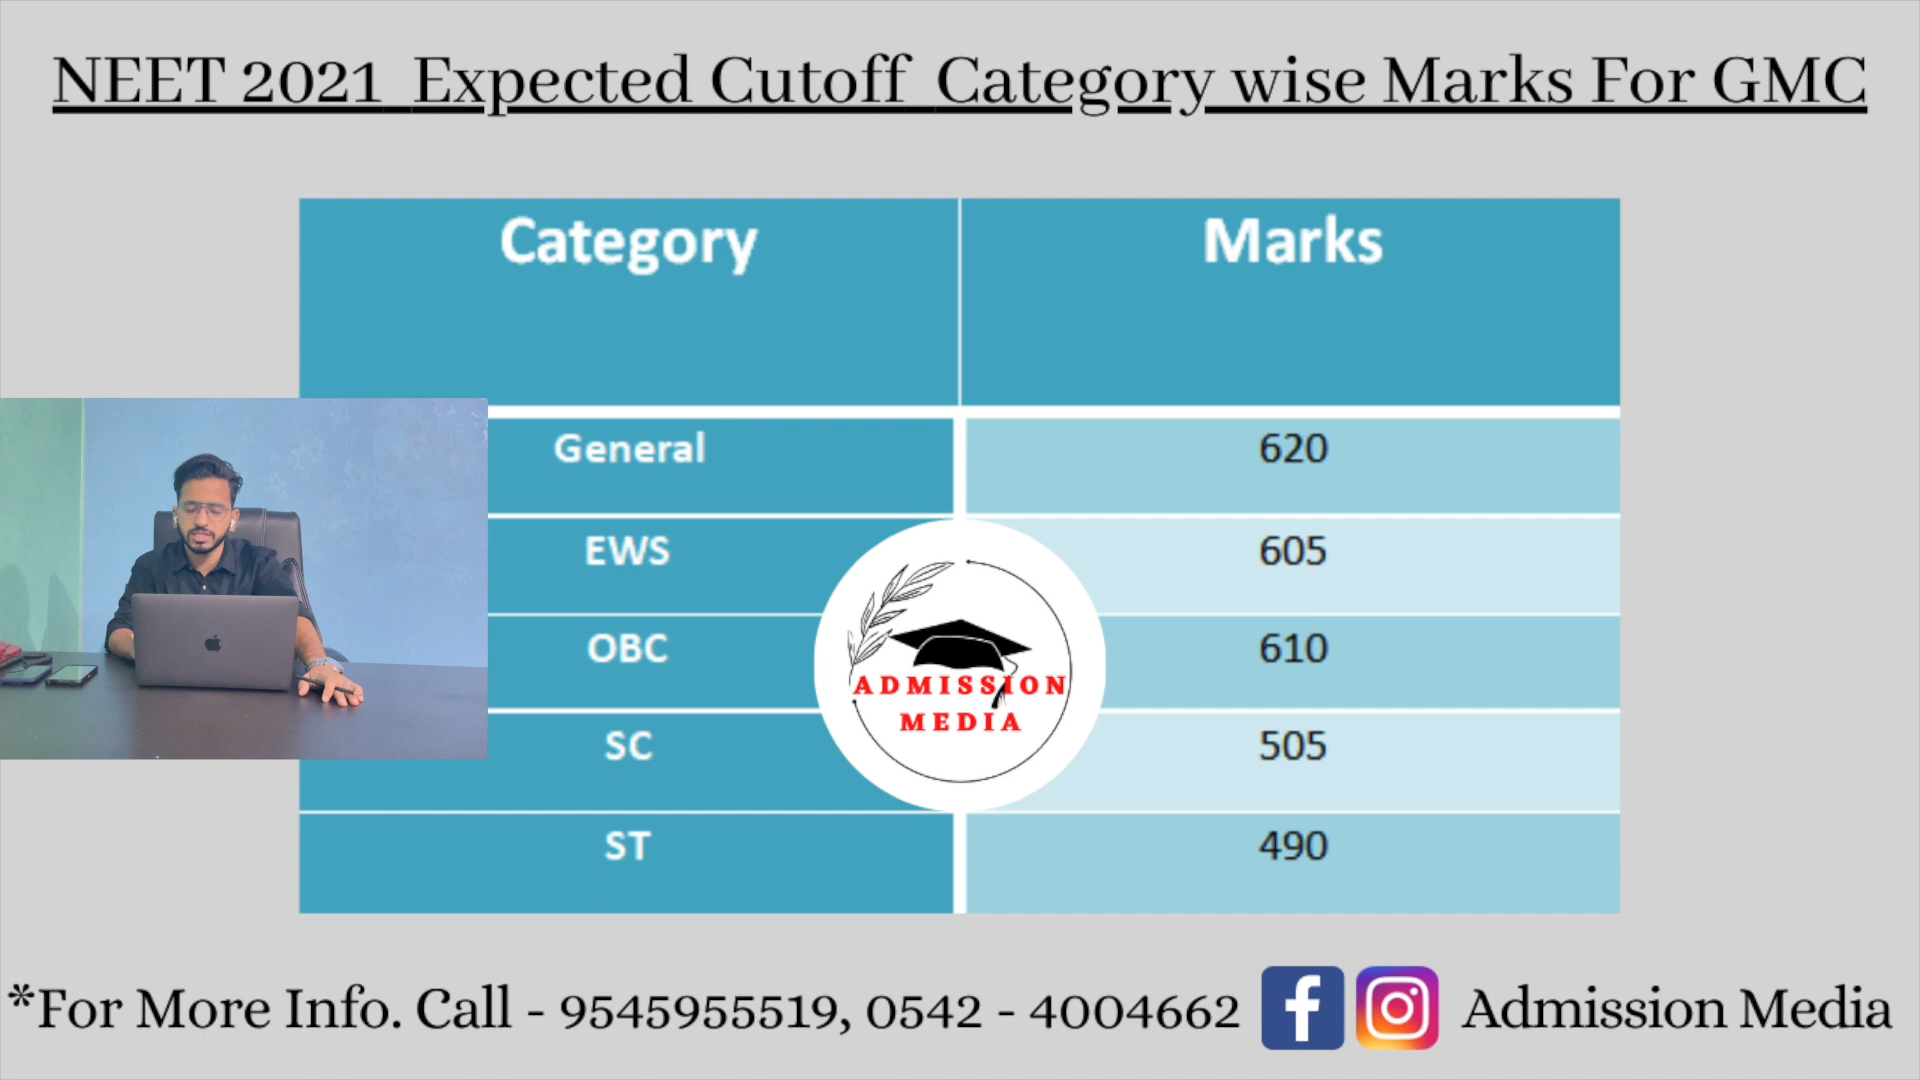 NEET 2021 Expected Cutoff Category wise Marks For GMC
Category Marks
General 620
EWS 605
OBC 610
SC 505
ST 490
ADMISSION
MEDIA
*For More Info. Call - 9545955519, 0542 - 4004662 Admission Media